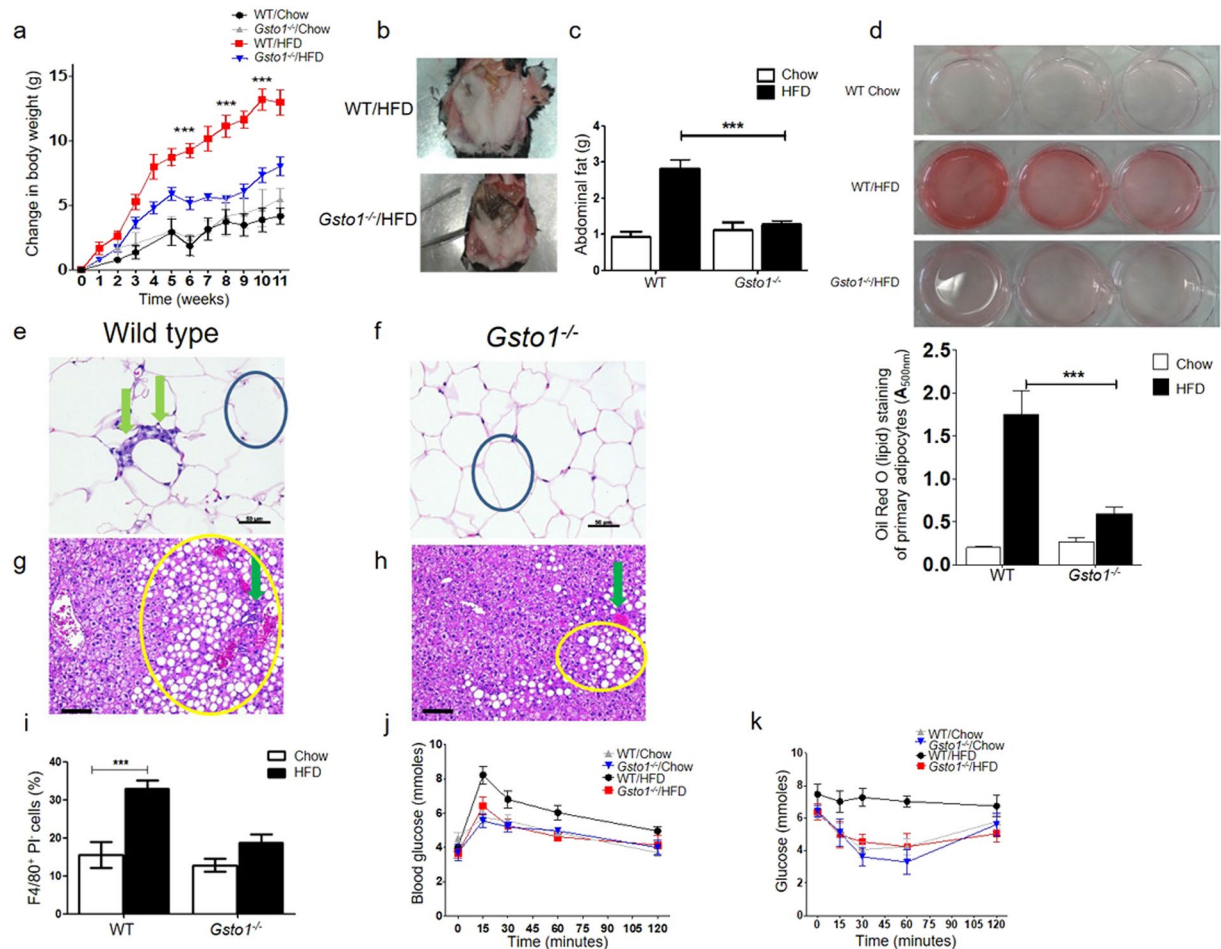 a
WT/Chow
Gsto1-/-/Chow
WT/HFD
Gsto1-/-/HFD
Change in body weight (g)
15
10
5
0
***
***
***
0 1 2 3 4 5 6 7 8 9 10 11
Time (weeks)
b
WT/HFD
Gsto1-/-/HFD
c
Chow
HFD
Abdominal fat (g)
4
3
2
1
0
***
WT Gsto1-/-
d
WT Chow
WT/HFD
Gsto1-/-/HFD
Oil Red O (lipid) staining
of primary adipocytes (A500nm)
2.5
2.0
1.5
1.0
0.5
0.0
***
Chow
HFD
WT Gsto1-/-
e
Wild type
50 µm
f
Gsto1-/-
50 µm
g
h
i
F4/80+ PI- cells (%)
40
30
20
10
0
***
Chow
HFD
WT Gsto1-/-
j
Blood glucose (mmoles)
10
8
6
4
2
0
WT/Chow
Gsto1-/-/Chow
WT/HFD
Gsto1-/-/HFD
0 15 30 45 60 75 90 105 120
Time (minutes)
k
Glucose (mmoles)
10
8
6
4
2
0
WT/Chow
Gsto1-/-/Chow
WT/HFD
Gsto1-/-/HFD
0 15 30 45 60 75 90 105 120
Time (minutes)